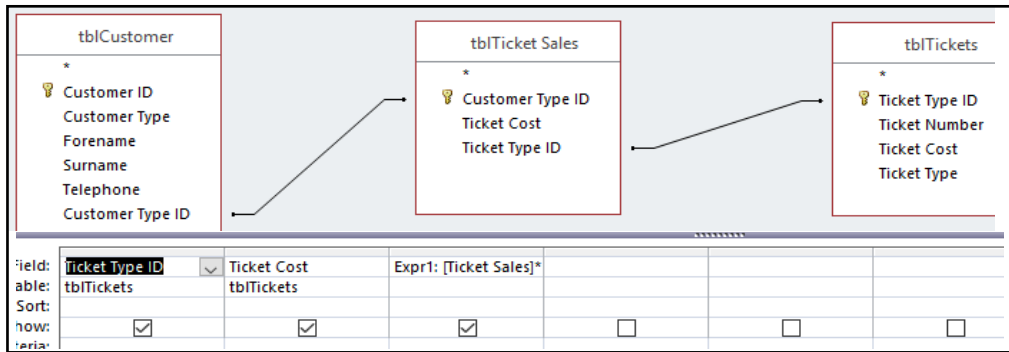 tblCustomer
*
Customer ID
Customer Type
Forename
Surname
Telephone
Customer Type ID
tblTicket Sales
*
Customer Type ID
Ticket Cost
Ticket Type ID
tblTickets
*
Ticket Type ID
Ticket Number
Ticket Cost
Ticket Type
ield: Ticket Type ID Ticket Cost Expr1: [Ticket Sales]*
able: tblTickets tblTickets
Sort:
how:
teria: